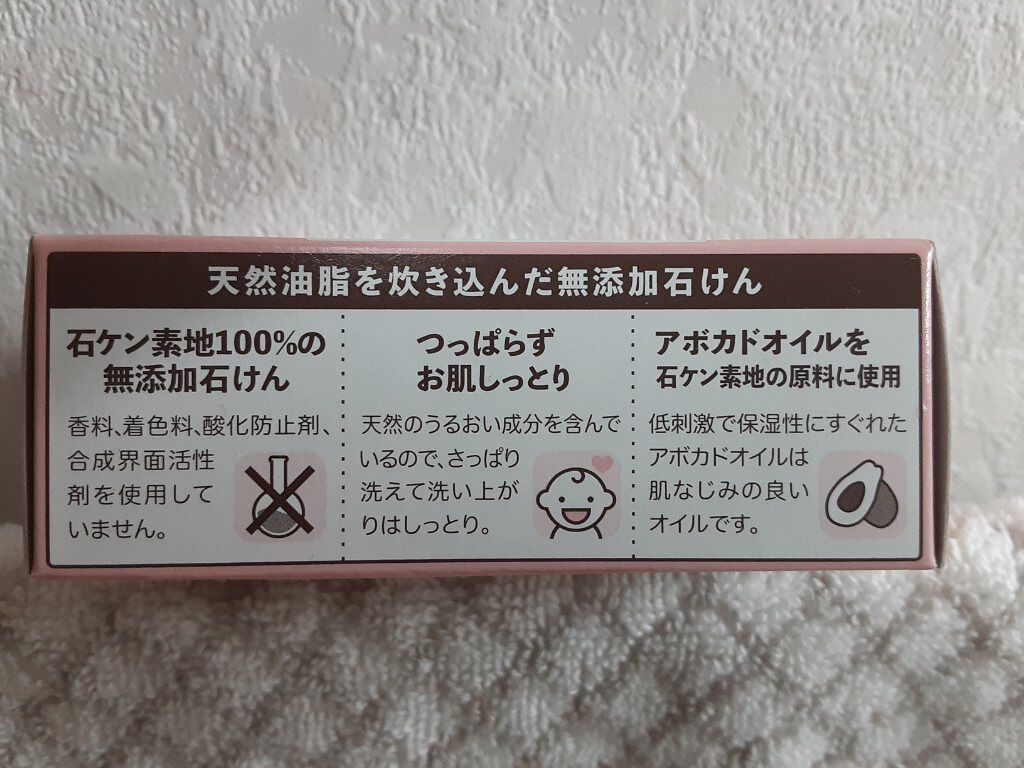 天然油脂を炊き込んだ無添加石けん
石ケン素地100%の
無添加石けん
香料、着色料、酸化防止剤、
合成界面活性
剤を使用して
いません。
つっぱらず
お肌しっとり
天然のうるおい成分を含んで
いるので、さっぱり
洗えて洗い上が
りはしっとり。
アボカドオイルを
石ケン素地の原料に使用
低刺激で保湿性にすぐれた
アボカドオイルは
肌なじみの良い
オイルです。